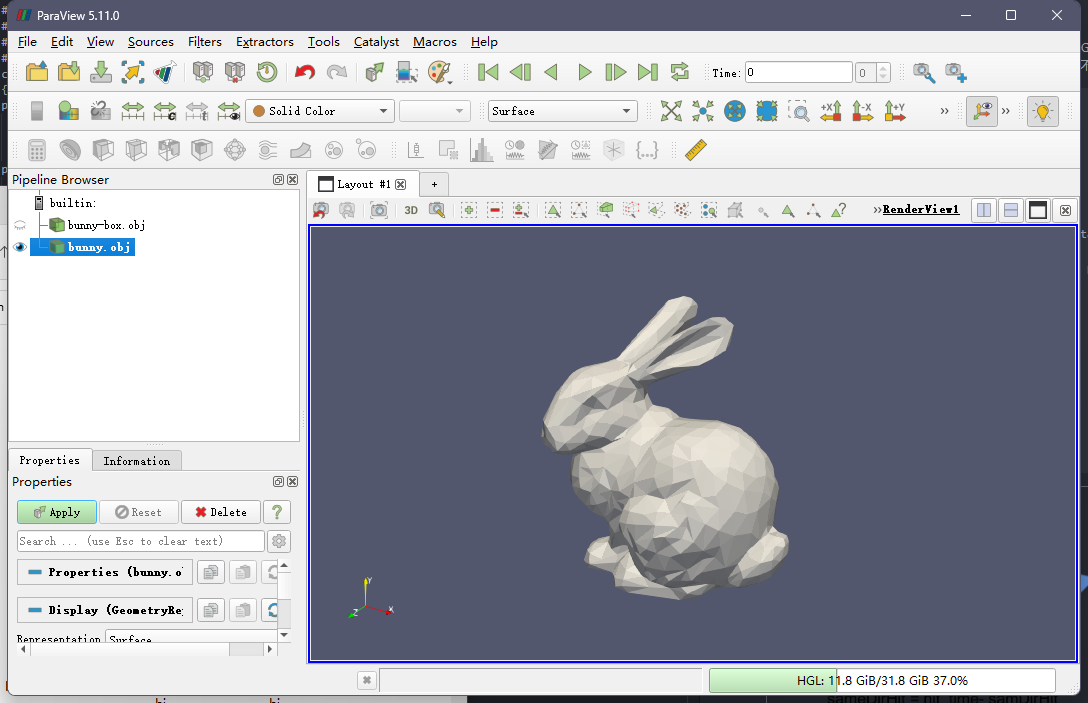 ParaView 5.11.0
File Edit View Sources Filters Extractors Tools Catalyst Macros Help
Time: 0 0
Solid Color Surface +X -X +Y »» »»
Pipeline Browser
Layout #1 +
builtin:
3D »RenderView1
bunny-box.obj
bunny.obj
Y
X
Z
Properties Information
Properties
Apply Reset Delete ?
Search ... (use Esc to clear text)
Properties (bunny.o
Display (GeometryRe
Representation Surface
HGL: 11.8 GiB/31.8 GiB 37.0%